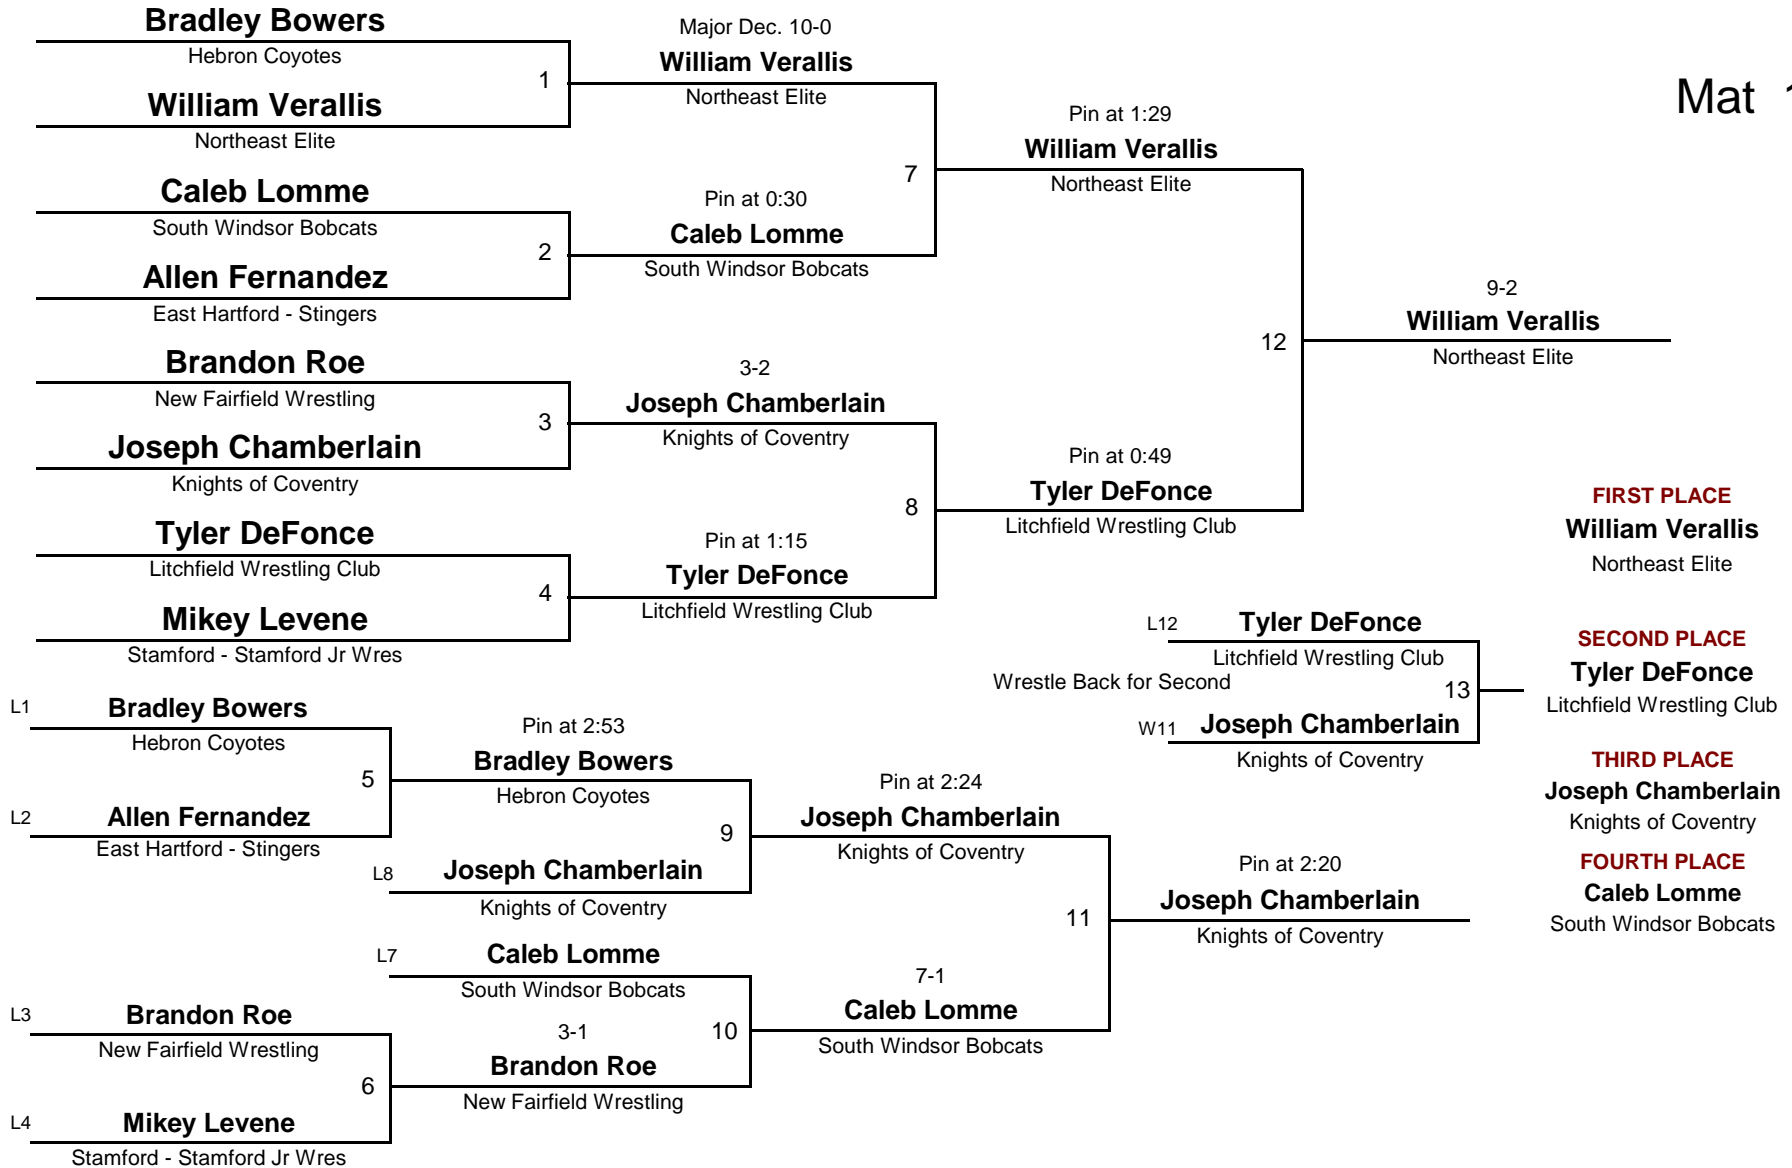 Bradley Bowers
Hebron Coyotes
1
William Verallis
Northeast Elite
Caleb Lomme
South Windsor Bobcats
2
Allen Fernandez
East Hartford - Stingers
Brandon Roe
New Fairfield Wrestling
3
Joseph Chamberlain
Knights of Coventry
Tyler DeFonce
Litchfield Wrestling Club
4
Mikey Levene
Stamford - Stamford Jr Wres
Major Dec. 10-0
William Verallis
Northeast Elite
7
Pin at 0:30
Caleb Lomme
South Windsor Bobcats
3-2
Joseph Chamberlain
Knights of Coventry
8
Pin at 1:15
Tyler DeFonce
Litchfield Wrestling Club
Pin at 1:29
William Verallis
Northeast Elite
12
Pin at 0:49
Tyler DeFonce
Litchfield Wrestling Club
9-2
William Verallis
Northeast Elite
Mat 1
L1 Bradley Bowers
Hebron Coyotes
5
L2 Allen Fernandez
East Hartford - Stingers
L3 Brandon Roe
New Fairfield Wrestling
6
L4 Mikey Levene
Stamford - Stamford Jr Wres
Pin at 2:53
Bradley Bowers
Hebron Coyotes
9
L8 Joseph Chamberlain
Knights of Coventry
L7 Caleb Lomme
South Windsor Bobcats
10
3-1
Brandon Roe
New Fairfield Wrestling
Pin at 2:24
Joseph Chamberlain
Knights of Coventry
11
7-1
Caleb Lomme
South Windsor Bobcats
Pin at 2:20
Joseph Chamberlain
Knights of Coventry
L12 Tyler DeFonce
Litchfield Wrestling Club
Wrestle Back for Second
13
W11 Joseph Chamberlain
Knights of Coventry
FIRST PLACE
William Verallis
Northeast Elite
SECOND PLACE
Tyler DeFonce
Litchfield Wrestling Club
THIRD PLACE
Joseph Chamberlain
Knights of Coventry
FOURTH PLACE
Caleb Lomme
South Windsor Bobcats